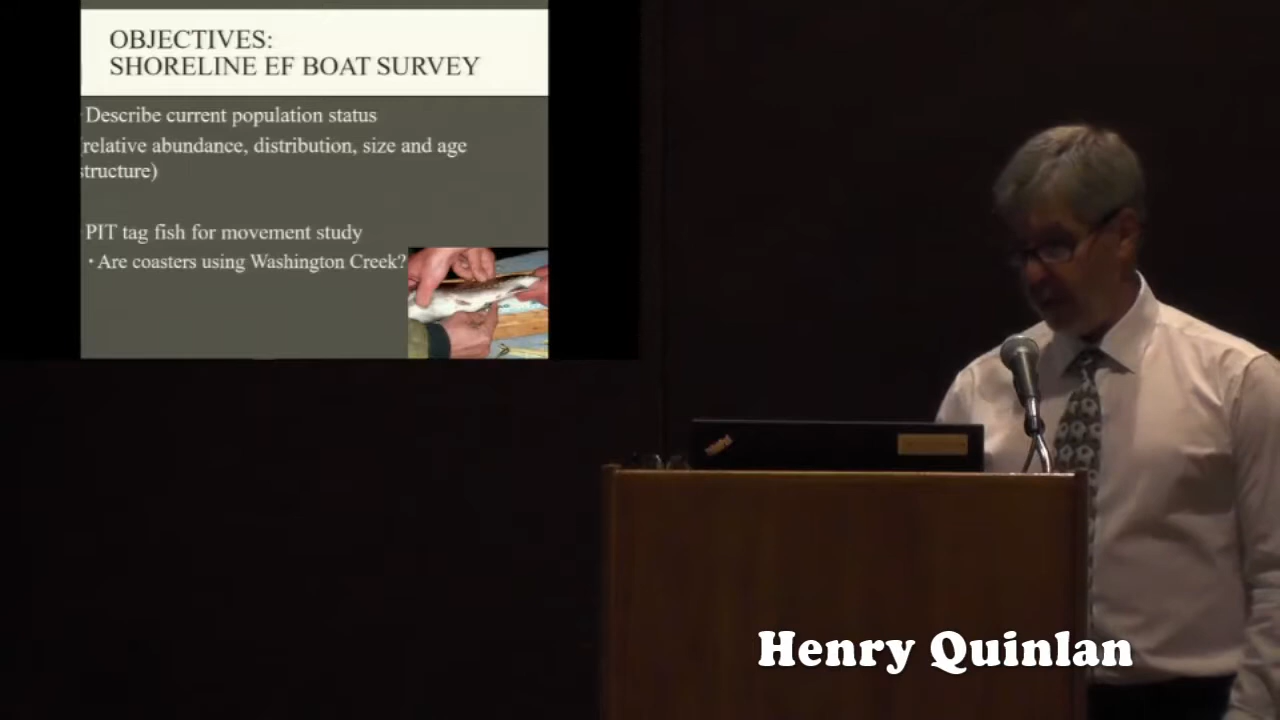 OBJECTIVES:
SHORELINE EF BOAT SURVEY
Describe current population status
(relative abundance, distribution, size and age
structure)
PIT tag fish for movement study
• Are coasters using Washington Creek?
Henry Quinlan